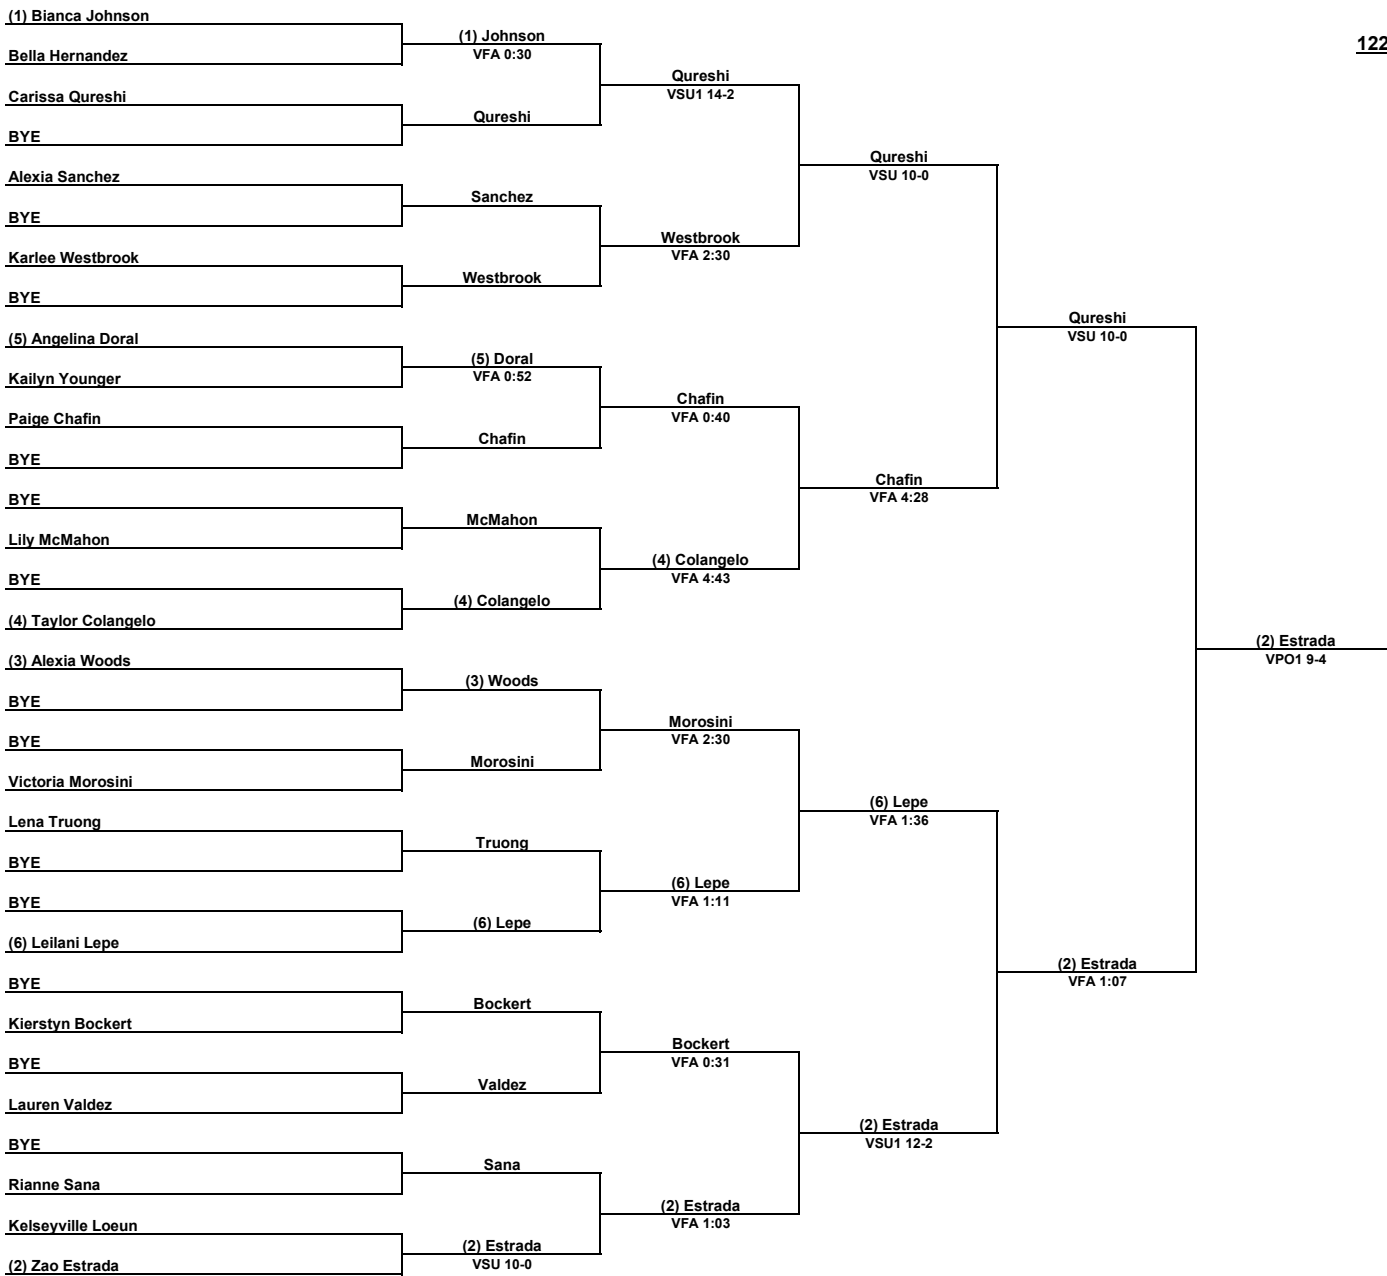 (1) Bianca Johnson
(1) Johnson
122
Bella Hernandez
VFA 0:30
Qureshi
Carissa Qureshi
VSU1 14-2
Qureshi
BYE
Qureshi
Alexia Sanchez
VSU 10-0
Sanchez
BYE
Westbrook
Karlee Westbrook
VFA 2:30
Westbrook
BYE
Qureshi
(5) Angelina Doral
VSU 10-0
(5) Doral
Kailyn Younger
VFA 0:52
Chafin
Paige Chafin
VFA 0:40
Chafin
BYE
Chafin
BYE
VFA 4:28
McMahon
Lily McMahon
(4) Colangelo
BYE
VFA 4:43
(4) Colangelo
(4) Taylor Colangelo
(2) Estrada
(3) Alexia Woods
VPO1 9-4
(3) Woods
BYE
Morosini
BYE
VFA 2:30
Morosini
Victoria Morosini
(6) Lepe
Lena Truong
VFA 1:36
Truong
BYE
(6) Lepe
BYE
VFA 1:11
(6) Lepe
(6) Leilani Lepe
(2) Estrada
BYE
VFA 1:07
Bockert
Kierstyn Bockert
Bockert
BYE
VFA 0:31
Valdez
Lauren Valdez
(2) Estrada
BYE
VSU1 12-2
Sana
Rianne Sana
(2) Estrada
Kelseyville Loeun
VFA 1:03
(2) Estrada
(2) Zao Estrada
VSU 10-0